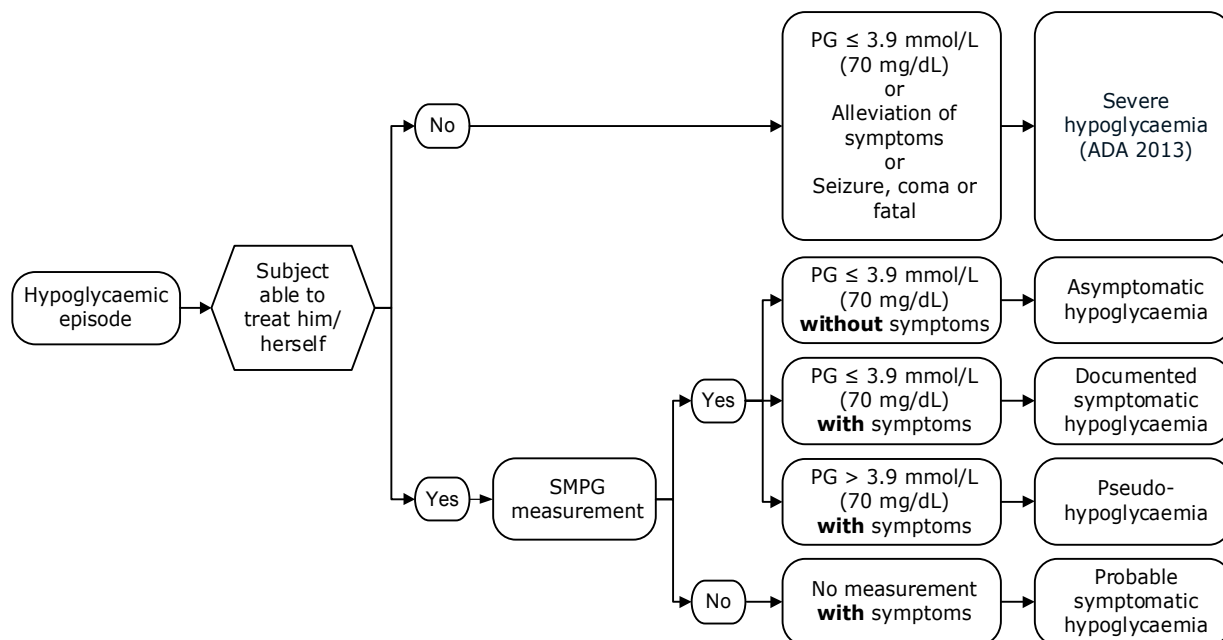 Hypoglycaemic
episode
Subject
able to
treat him/
herself
No
PG ≤ 3.9 mmol/L
(70 mg/dL)
or
Alleviation of
symptoms
or
Seizure, coma or
fatal
Severe
hypoglycaemia
(ADA 2013)
Yes
SMPG
measurement
Yes
PG ≤ 3.9 mmol/L
(70 mg/dL)
without symptoms
Asymptomatic
hypoglycaemia
PG ≤ 3.9 mmol/L
(70 mg/dL)
with symptoms
Documented
symptomatic
hypoglycaemia
PG > 3.9 mmol/L
(70 mg/dL)
with symptoms
Pseudo-
hypoglycaemia
No
No measurement
with symptoms
Probable
symptomatic
hypoglycaemia